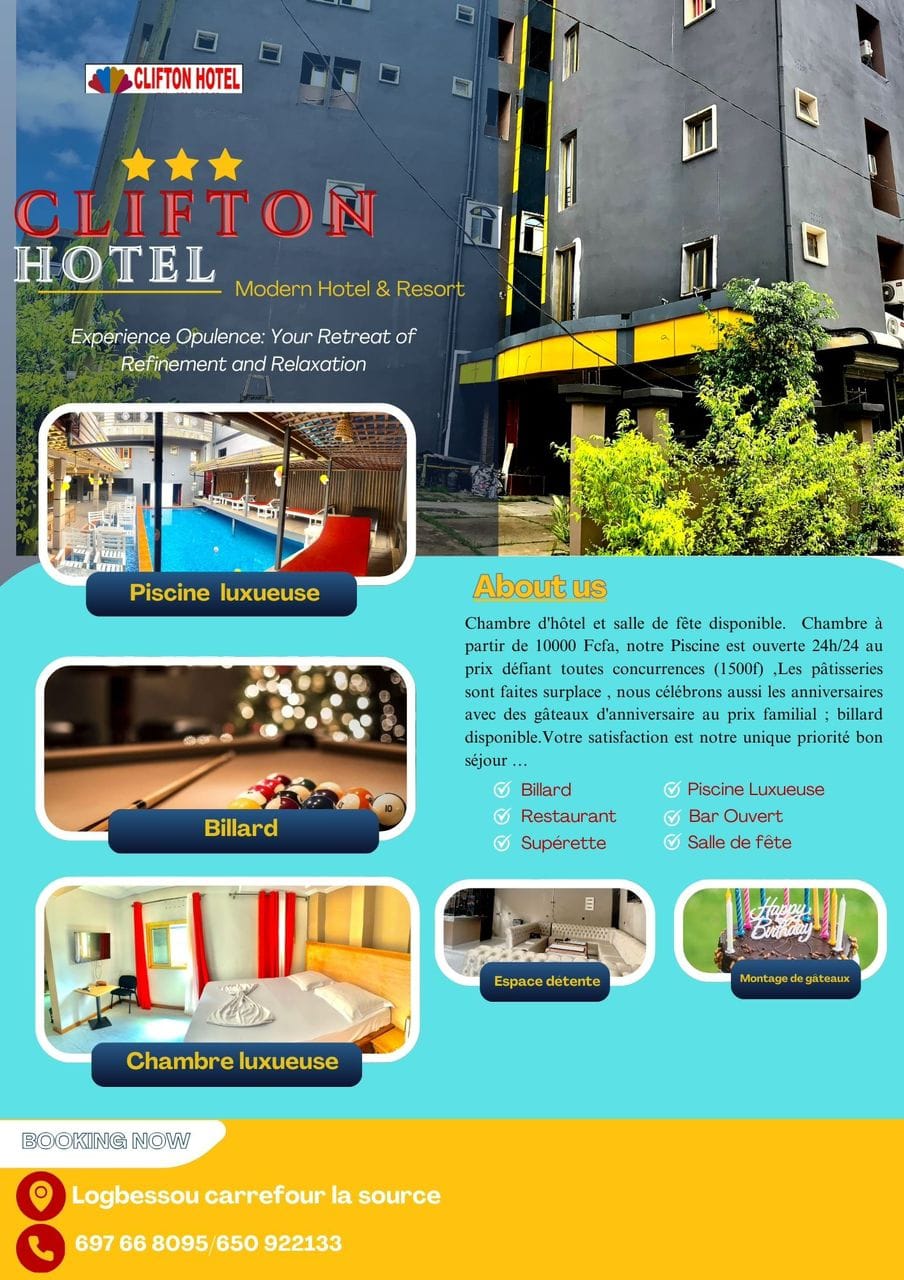 CLIFTON HOTEL
CLIFTON
HOTEL
Modern Hotel & Resort
Experience Opulence: Your Retreat of
Refinement and Relaxation
Piscine luxueuse
Billard
10
Chambre luxueuse
About us
Chambre d'hôtel et salle de fête disponible. Chambre à
partir de 10000 Fcfa, notre Piscine est ouverte 24h/24 au
prix défiant toutes concurrences (1500f) ,Les pâtisseries
sont faites surplace , nous célébrons aussi les anniversaires
avec des gâteaux d'anniversaire au prix familial ; billard
disponible.Votre satisfaction est notre unique priorité bon
séjour …
Billard
Restaurant
Supérette
Piscine Luxueuse
Bar Ouvert
Salle de fête
Espace détente
Happy
Birthday
Montage de gâteaux
BOOKING NOW
Logbessou carrefour la source
697 66 8095/650 922133